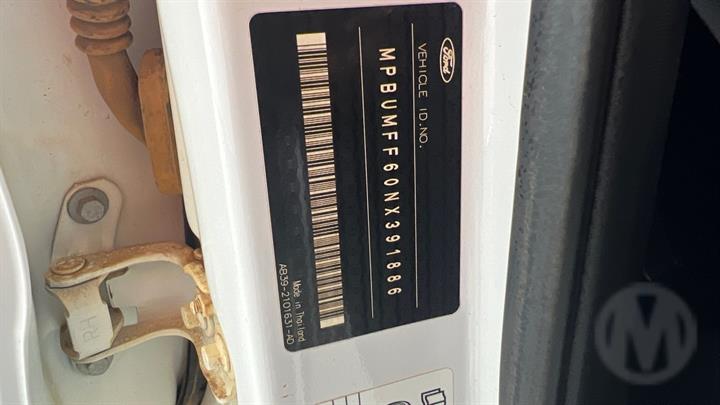 Ford
VEHICLE ID.NO.
MPBUMFF60NX391886
Made in Thailand
AB39-2101631-AD
RH
M